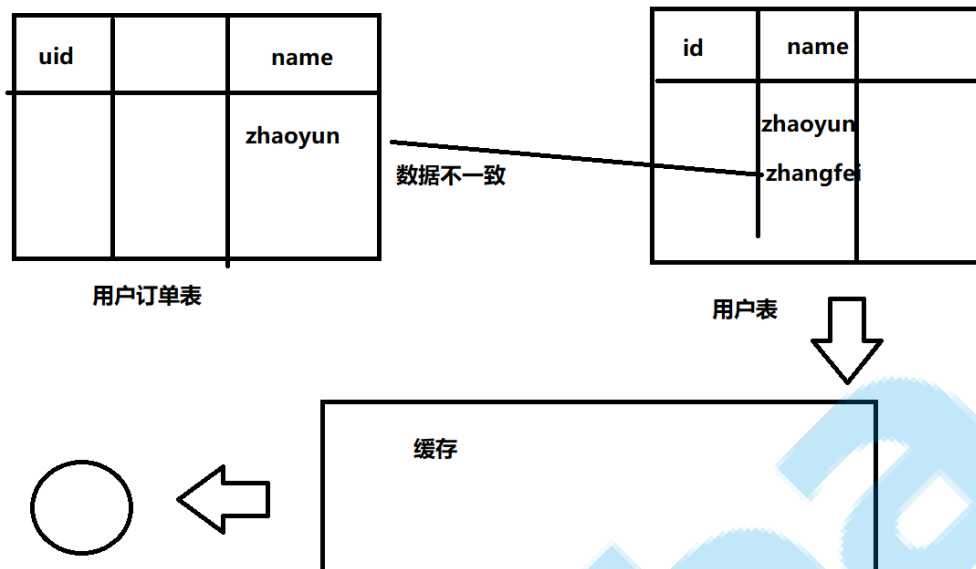 uid
name
zhaoyun
用户订单表
数据不一致
id
name
zhaoyun
zhangfei
用户表
缓存